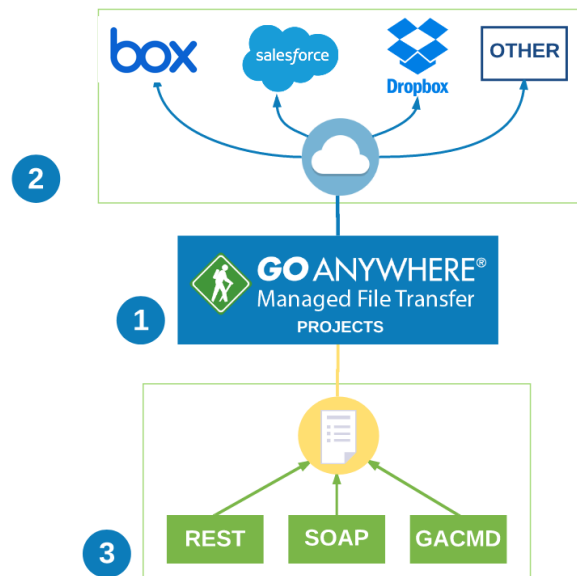 box
salesforce
Dropbox
OTHER
2
GO ANYWHERE®
Managed File Transfer
PROJECTS
1
REST
SOAP
GACMD
3